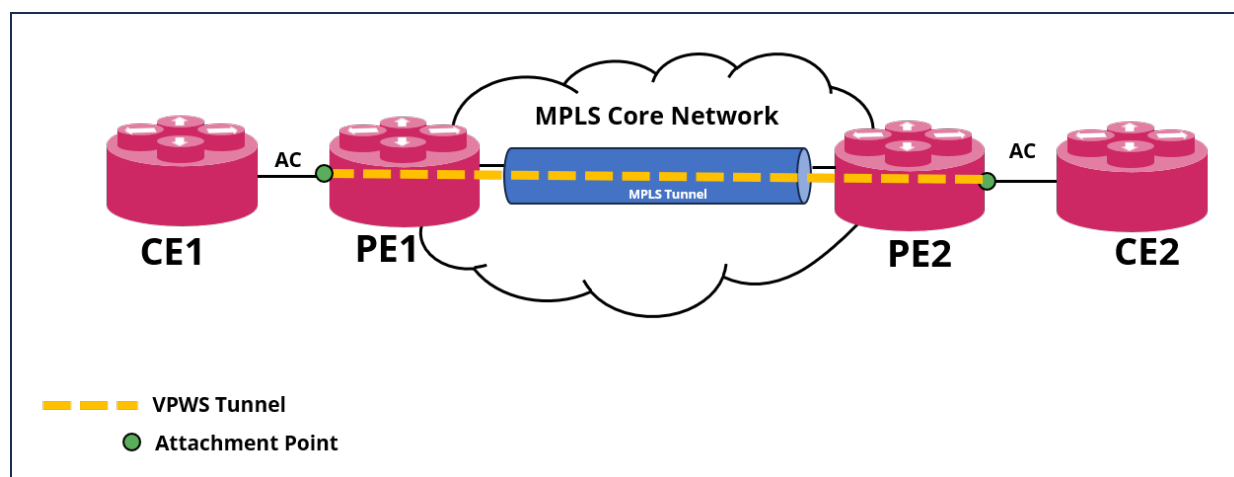 MPLS Core Network
AC
AC
MPLS Tunnel
CE1
PE1
PE2
CE2
VPWS Tunnel
Attachment Point